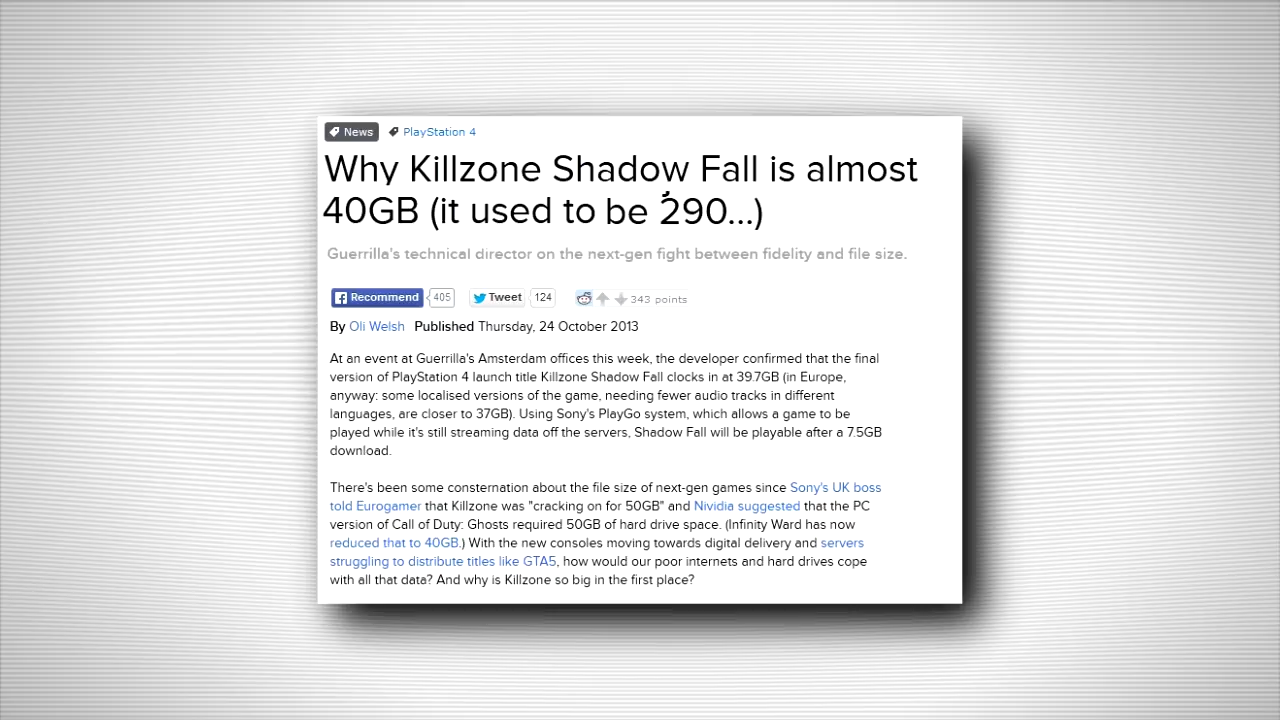 News PlayStation 4
Why Killzone Shadow Fall is almost
40GB (it used to be 290...)
Guerrilla's technical director on the next-gen fight between fidelity and file size.
Recommend 405 Tweet 124 343 points
By Oli Welsh Published Thursday, 24 October 2013
At an event at Guerrilla's Amsterdam offices this week, the developer confirmed that the final
version of PlayStation 4 launch title Killzone Shadow Fall clocks in at 39.7GB (in Europe,
anyway: some localised versions of the game, needing fewer audio tracks in different
languages, are closer to 37GB). Using Sony's PlayGo system, which allows a game to be
played while it's still streaming data off the servers, Shadow Fall will be playable after a 7.5GB
download.
There's been some consternation about the file size of next-gen games since Sony's UK boss
told Eurogamer that Killzone was "cracking on for 50GB" and Nividia suggested that the PC
version of Call of Duty: Ghosts required 50GB of hard drive space. (Infinity Ward has now
reduced that to 40GB.) With the new consoles moving towards digital delivery and servers
struggling to distribute titles like GTA5, how would our poor internets and hard drives cope
with all that data? And why is Killzone so big in the first place?